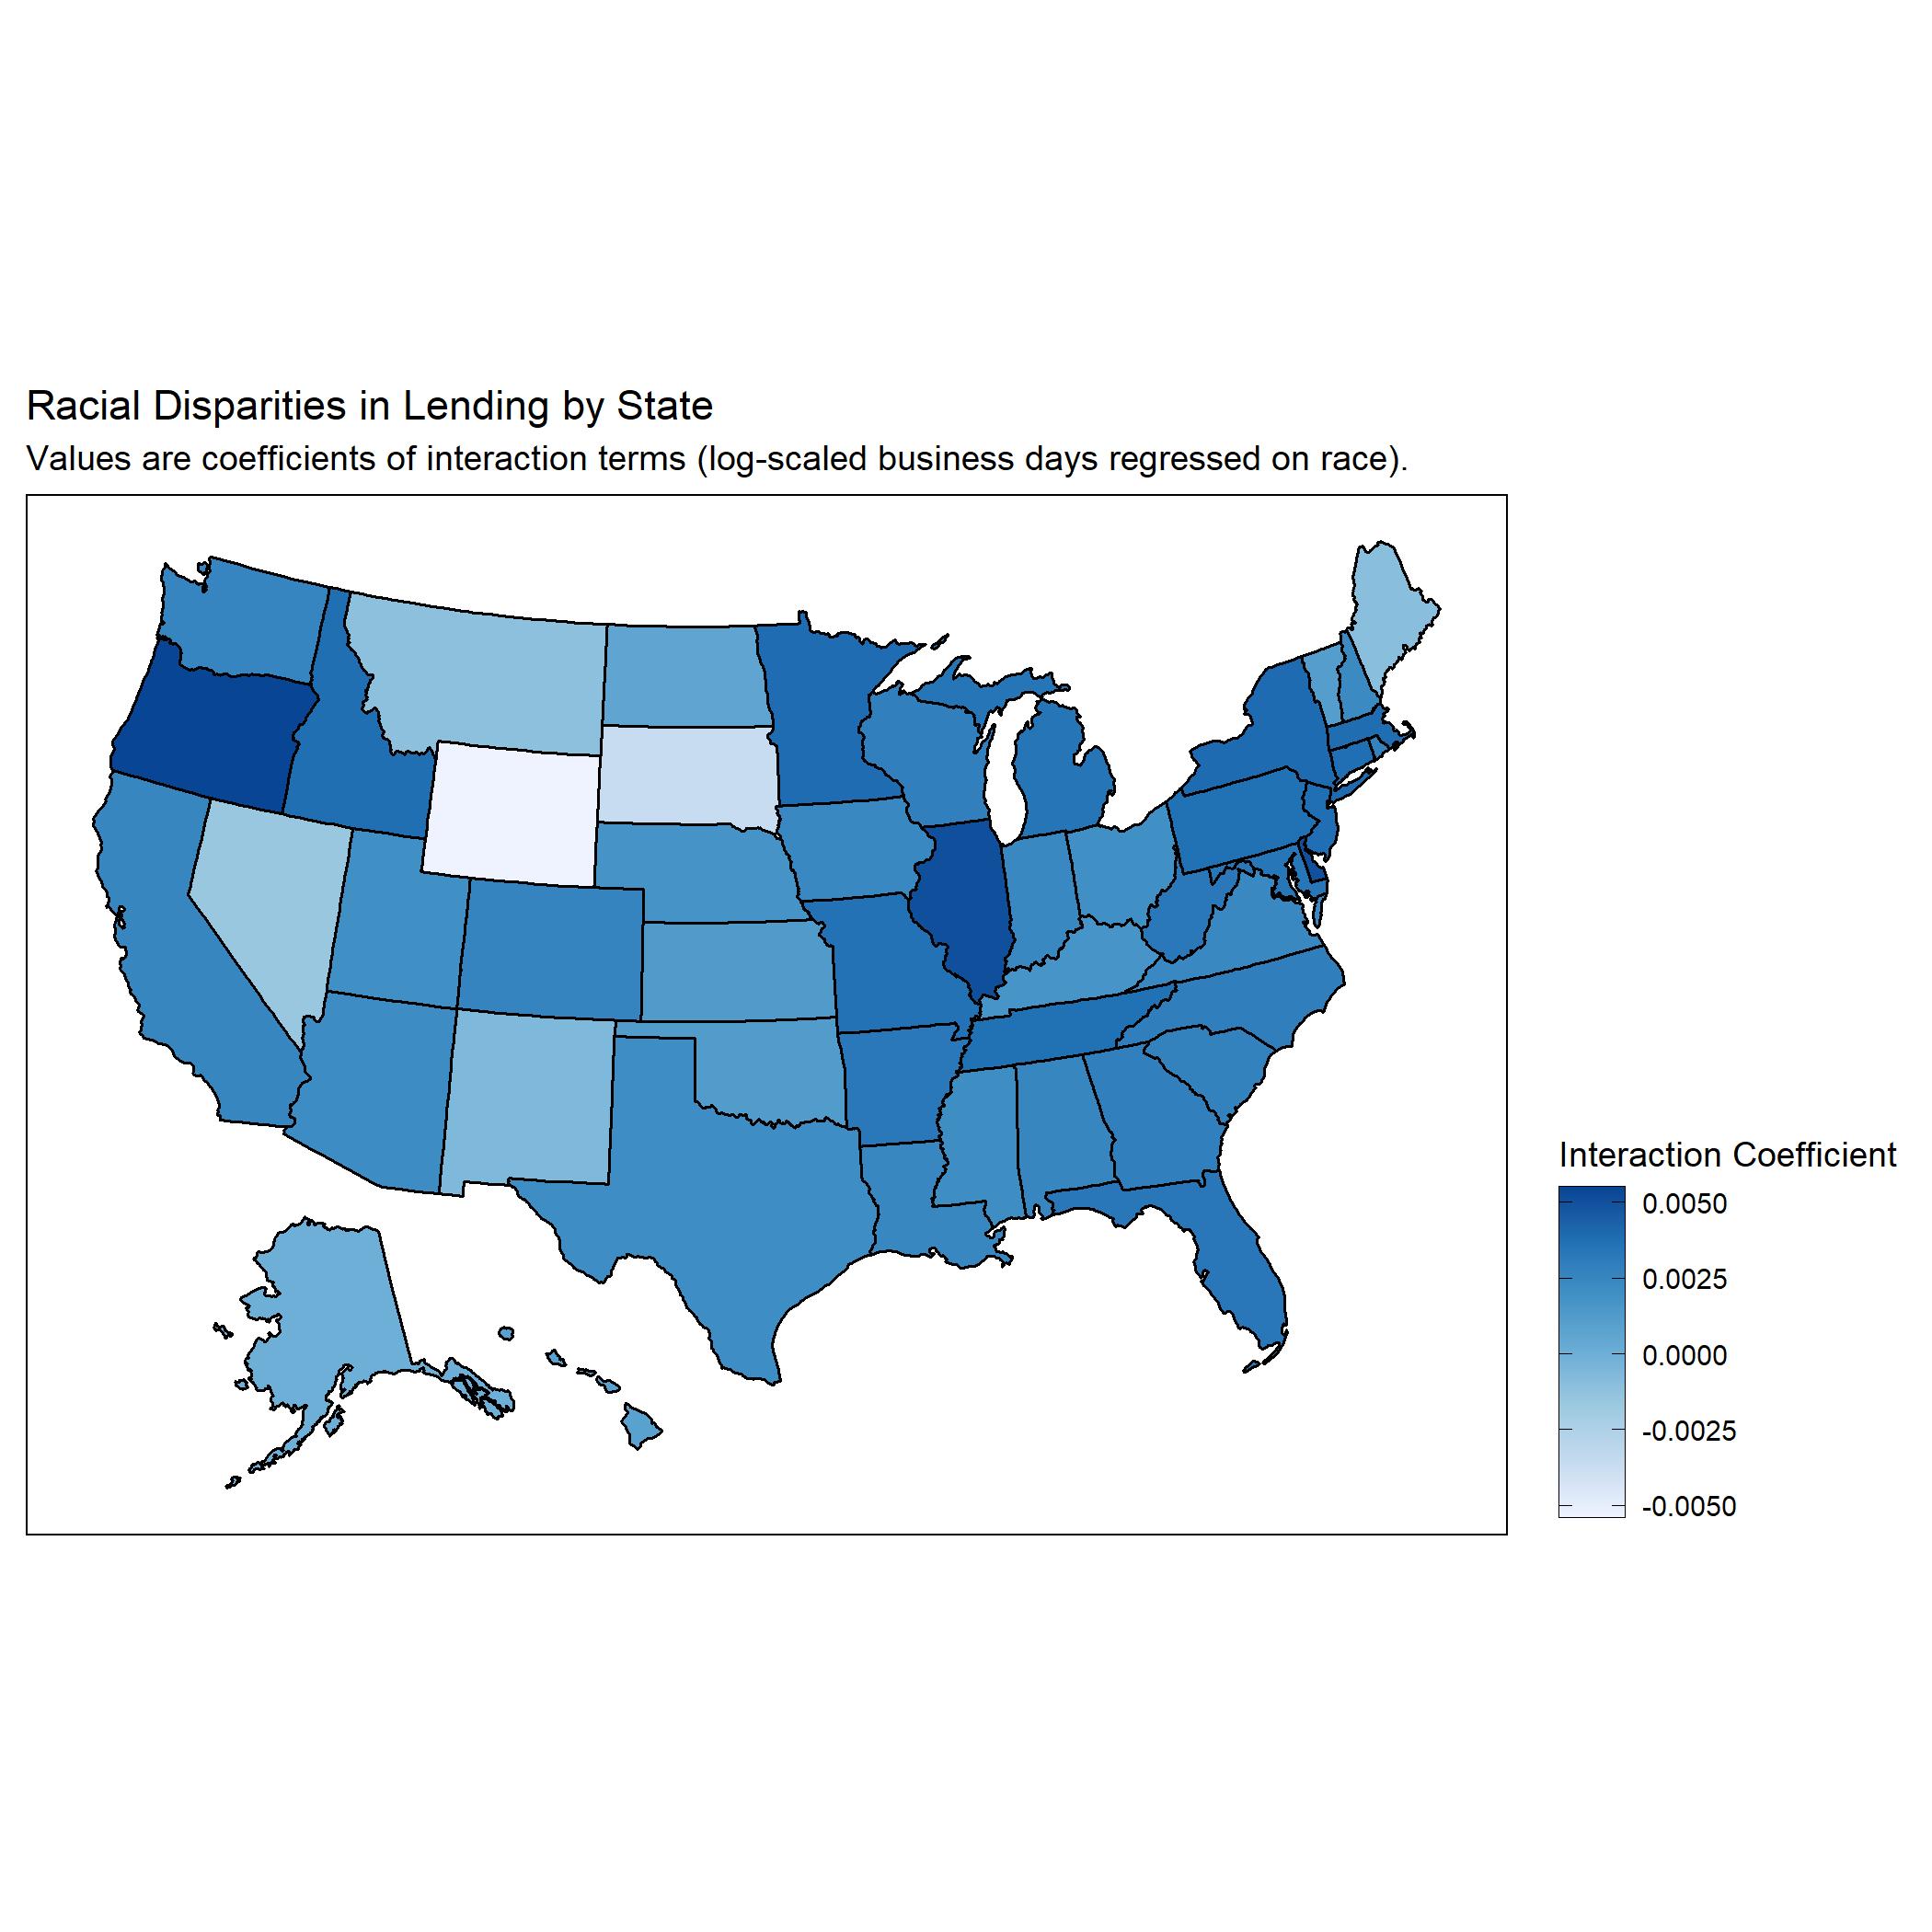 Racial Disparities in Lending by State
Values are coefficients of interaction terms (log-scaled business days regressed on race).
Interaction Coefficient
0.0050
0.0025
0.0000
-0.0025
-0.0050